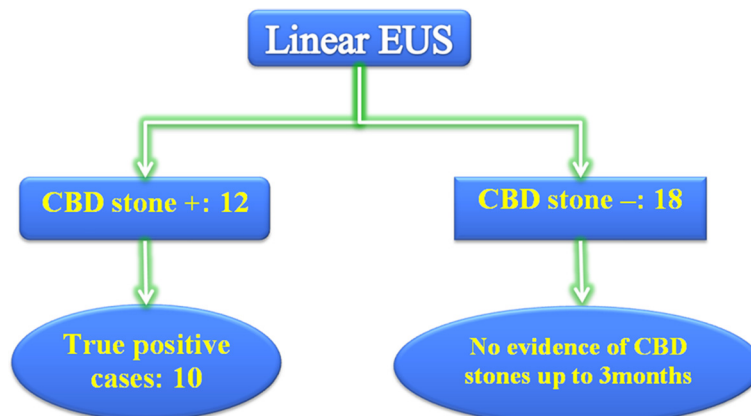 Linear EUS
CBD stone +: 12
CBD stone –: 18
True positive
cases: 10
No evidence of CBD
stones up to 3months